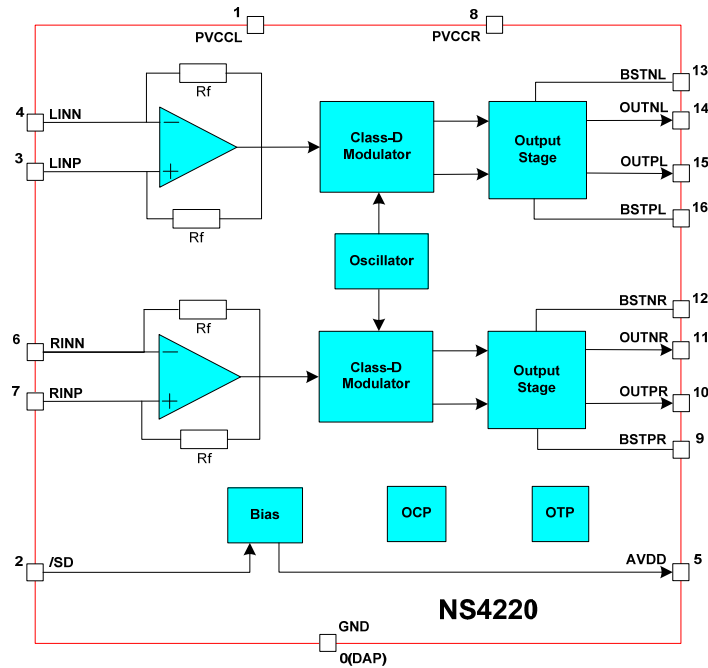 1
8
PVCCL
PVCCR
Rf
4
LINN
3
LINP
Rf
Class-D
Modulator
Output
Stage
BSTNL
13
OUTNL
14
OUTPL
15
BSTPL
16
Oscillator
Rf
6
RINN
7
RINP
Rf
Class-D
Modulator
Output
Stage
BSTNR
12
OUTNR
11
OUTPR
10
BSTPR
9
Bias
OCP
OTP
2
/SD
AVDD
5
NS4220
GND
0(DAP)